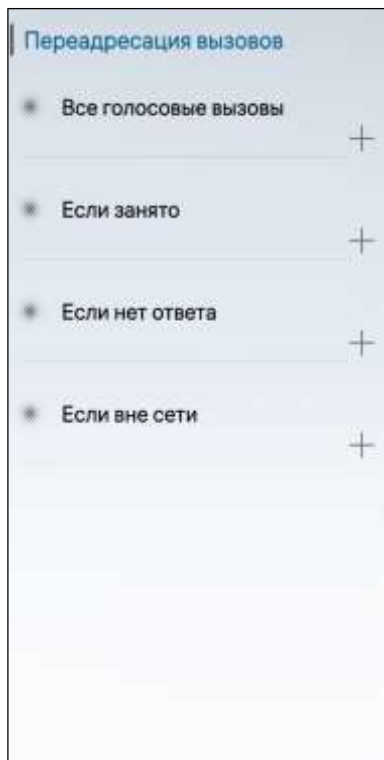 Переадресация вызовов
Все голосовые вызовы
Если занято
Если нет ответа
Если вне сети